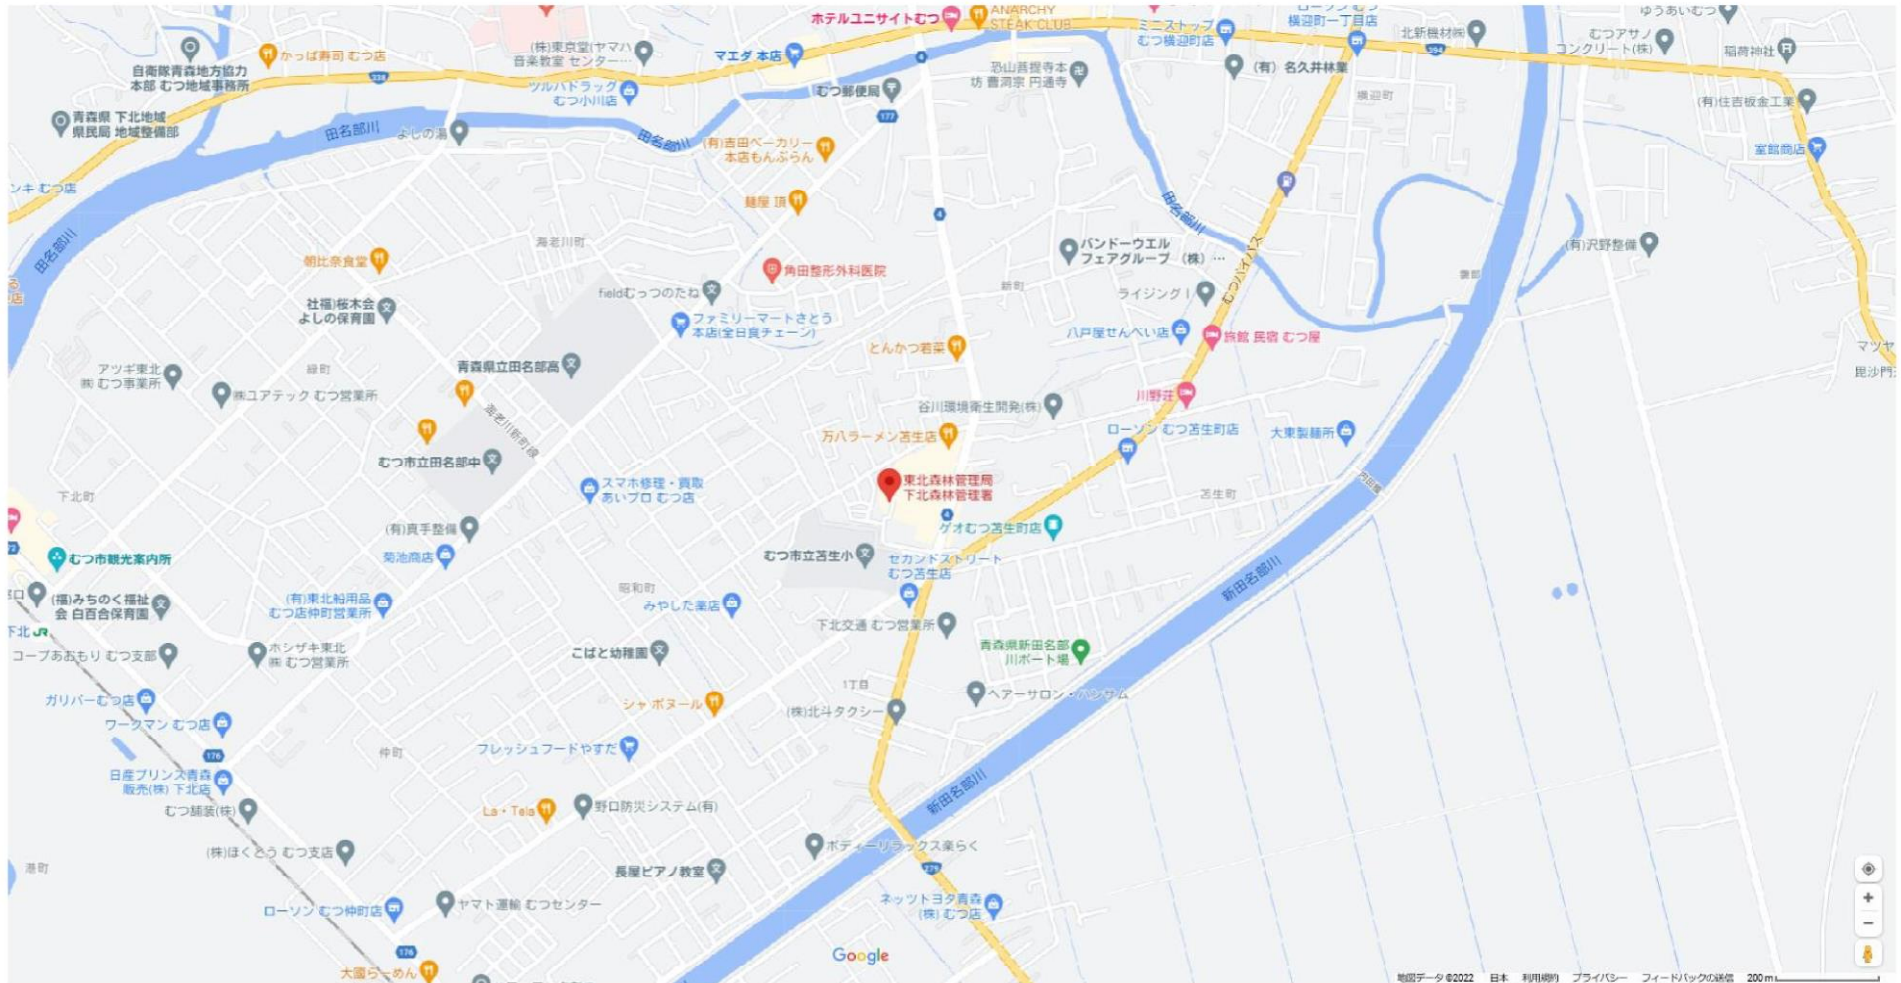 ホテルユニサイトむつ
ANARCHY
STEAK CLUB
ミニストップ
むつ横迎町店
ローソン むつ
横迎町一丁目店
北新機材㈱
むつアサノ
コンクリート(株)
ゆうあいむつ
稲荷神社
394
自衛隊青森地方協力
本部 むつ地域事務所
かっぱ寿司 むつ店
(株)東京堂(ヤマハ
音楽教室 センター…
マエダ 本店
4
338
ツルハドラッグ
むつ小川店
むつ郵便局
恐山菩提寺本
坊 曹洞宗 円通寺
(有) 名久井林業
横迎町
(有)住吉板金工業
青森県 下北地域
県民局 地域整備部
田名部川
よしの湯
田名部川
177
(有)吉田ベーカリー
本店もんぷらん
室館商店
ンキ むつ店
麺屋 頂
4
田名部川
田名部川
海老川町
バンドーウエル
フェアグループ (株) …
むつバイパス
(有)沢野整備
朝比奈食堂
角田整形外科医院
る
店
社福)桜木会
よしの保育園
fieldむっつのたね
新町
ライジング I
ファミリーマートさとう
本店(全日食チェーン)
八戸屋せんべい店
旅館 民宿 むつ屋
マツヤ
毘沙門
とんかつ若菜
アツギ東北
㈱ むつ事業所
緑町
青森県立田名部高
㈱ユアテック むつ営業所
海老川新町線
谷川環境衛生開発(株)
川野荘
万八ラーメン苫生店
ローソン むつ苫生町店
大東製麺所
むつ市立田名部中
下北町
スマホ修理・買取
あいプロ むつ店
東北森林管理局
下北森林管理署
苫生町
4
(有)真手整備
ゲオむつ苫生町店
菊池商店
むつ市立苫生小
セカンドストリート
むつ苫生店
むつ市観光案内所
新田名部川
昭和町
(福)みちのく福祉
会 白百合保育園
(有)東北船用品
むつ店仲町営業所
みやした薬店
下北交通 むつ営業所
下北 JR
コープあおもり むつ支部
ホシザキ東北
㈱ むつ営業所
こばと幼稚園
青森県新田名部
川ボート場
1丁目
ヘアーサロン・ハンサム
ガリバーむつ店
ワークマン むつ店
シャ ボヌール
(株)北斗タクシー
176
仲町
フレッシュフードやすだ
日産プリンス青森
販売(株) 下北店
新田名部川
むつ舗装(株)
La・Tela
野口防災システム(有)
(株)ほくとう むつ支店
ボディーリラックス楽らく
港町
長屋ピアノ教室
279
ローソン むつ仲町店
ヤマト運輸 むつセンター
ネッツトヨタ青森
(株) むつ店
176
Google
大國らーめん
地図データ ©2022 日本 利用規約 プライバシー フィードバックの送信 200 m